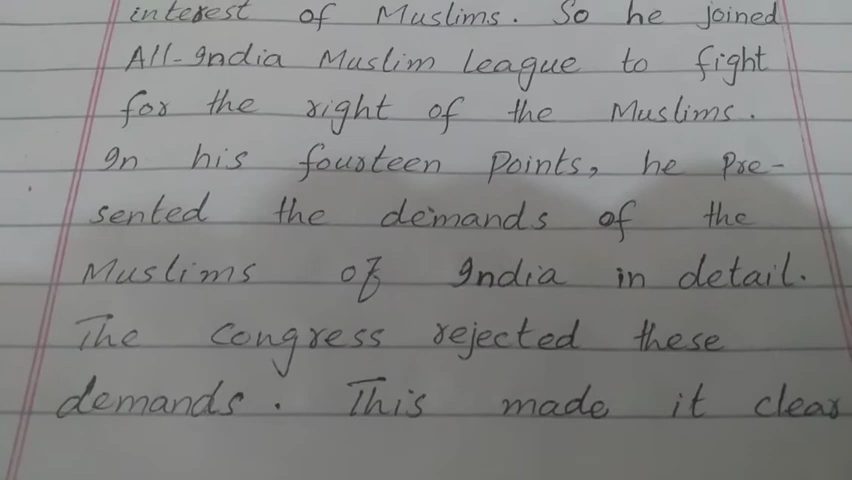 interest of Muslims. So he joined
All-India Muslim League to fight
for the right of the Muslims.
In his fourteen Points, he Pre-
sented the demands of the
Muslims of India in detail.
The Congress rejected these
demands. This made it clear